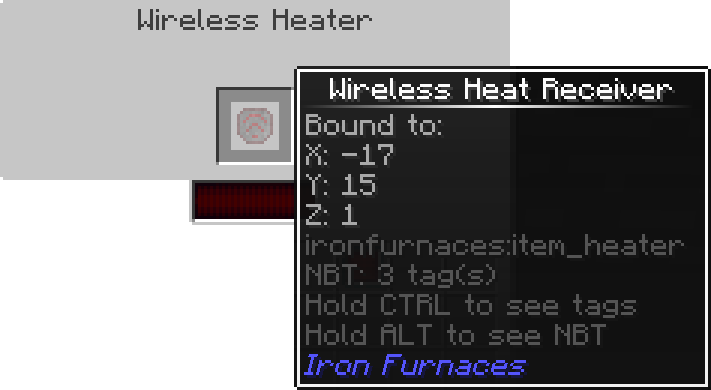 Wireless Heater
Wireless Heat Receiver
Bound to:
X: -17
Y: 15
Z: 1
ironfurnaces:item_heater
NBT: 3 tag(s)
Hold CTRL to see tags
Hold ALT to see NBT
Iron Furnaces